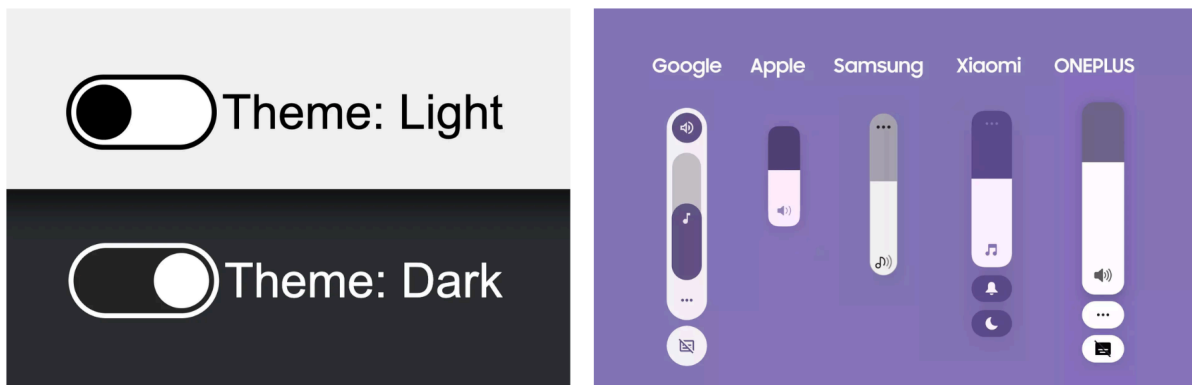 Theme: Light
Theme: Dark
Google Apple Samsung Xiaomi ONEPLUS